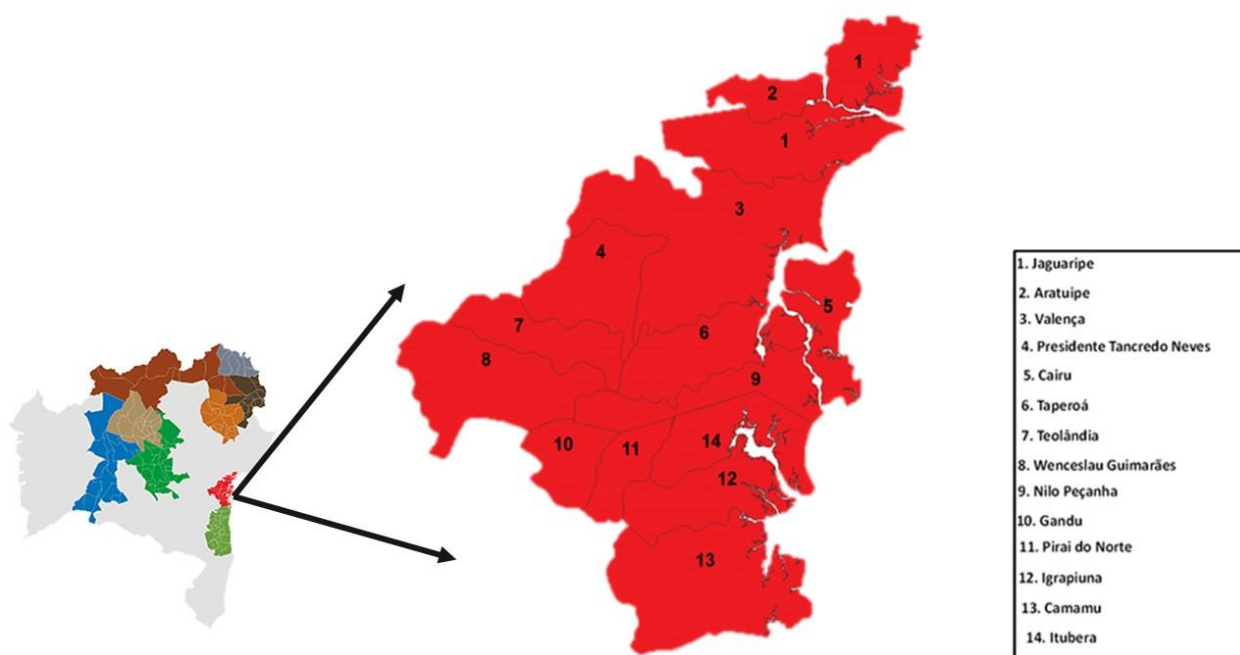 1
2
1
3
4
5
7
6
8
9
10
11
14
12
13
1. Jaguaripe
2. Aratuipe
3. Valença
4. Presidente Tancredo Neves
5. Cairu
6. Taperoá
7. Teolândia
8. Wenceslau Guimarães
9. Nilo Peçanha
10. Gandu
11. Pirai do Norte
12. Igrapiuna
13. Camamu
14. Itubera